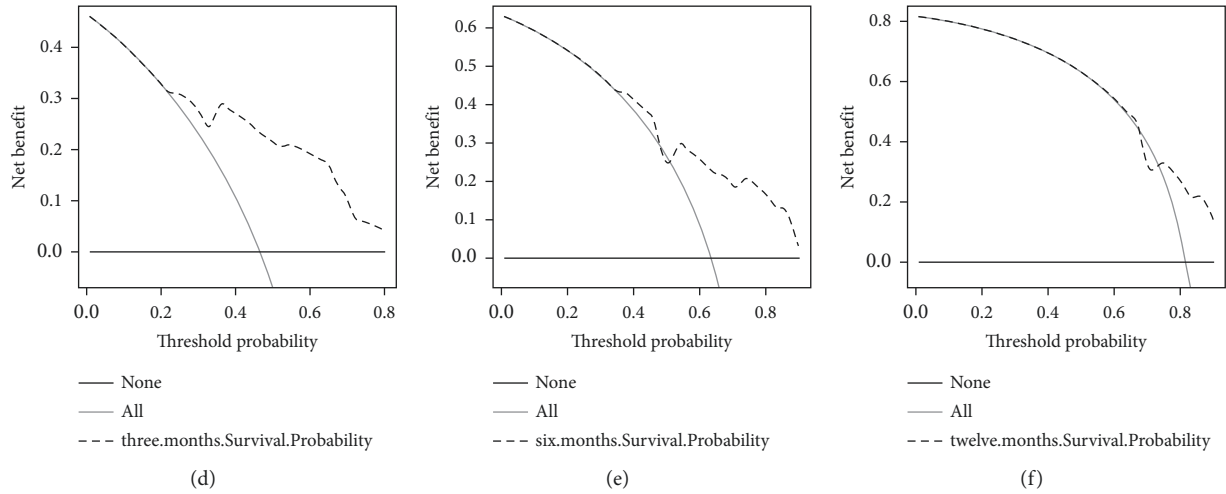 0.4
0.3
0.2
0.1
0.0
Net benefit
0.0 0.2 0.4 0.6 0.8
Threshold probability
None
All
three.months.Survival.Probability
(d)
0.6
0.5
0.4
0.3
0.2
0.1
0.0
Net benefit
0.0 0.2 0.4 0.6 0.8
Threshold probability
None
All
six.months.Survival.Probability
(e)
0.8
0.6
0.4
0.2
0.0
Net benefit
0.0 0.2 0.4 0.6 0.8
Threshold probability
None
All
twelve.months.Survival.Probability
(f)